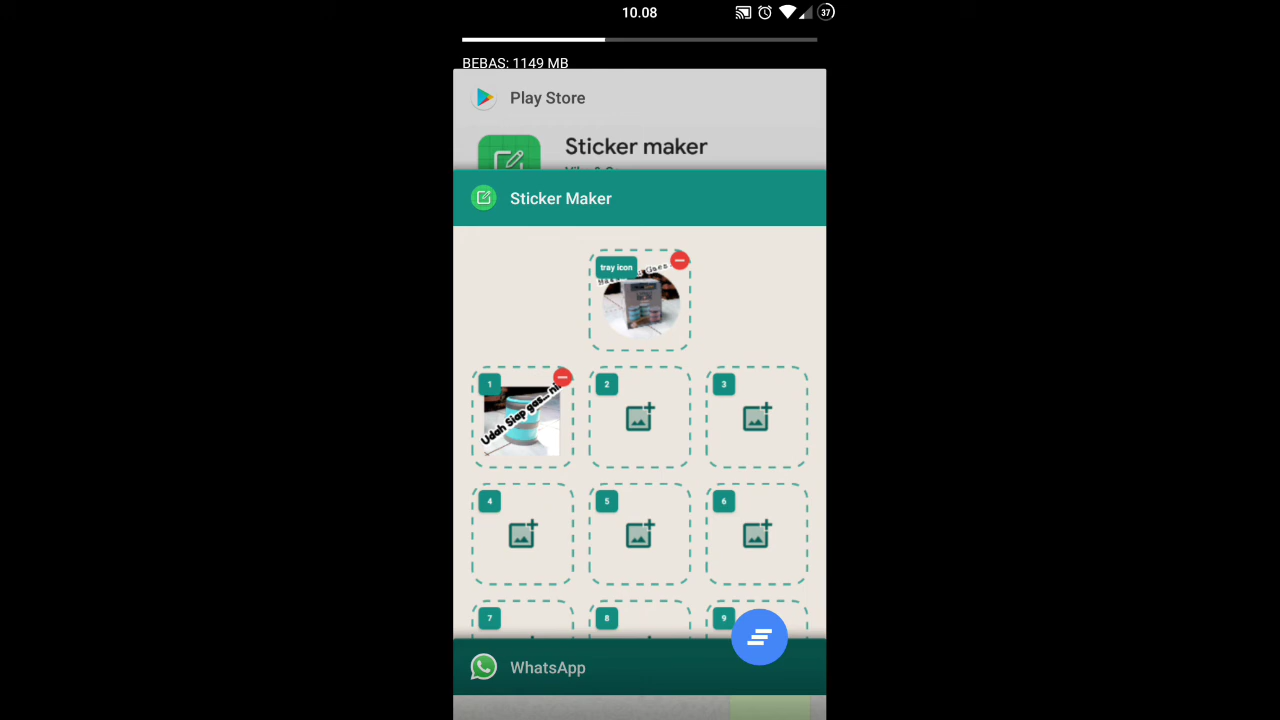 10.08
37
BEBAS: 1149 MB
Play Store
Sticker maker
Sticker Maker
tray icon
1
Udah Siap gas... ni
2
3
4
5
6
7
8
9
WhatsApp